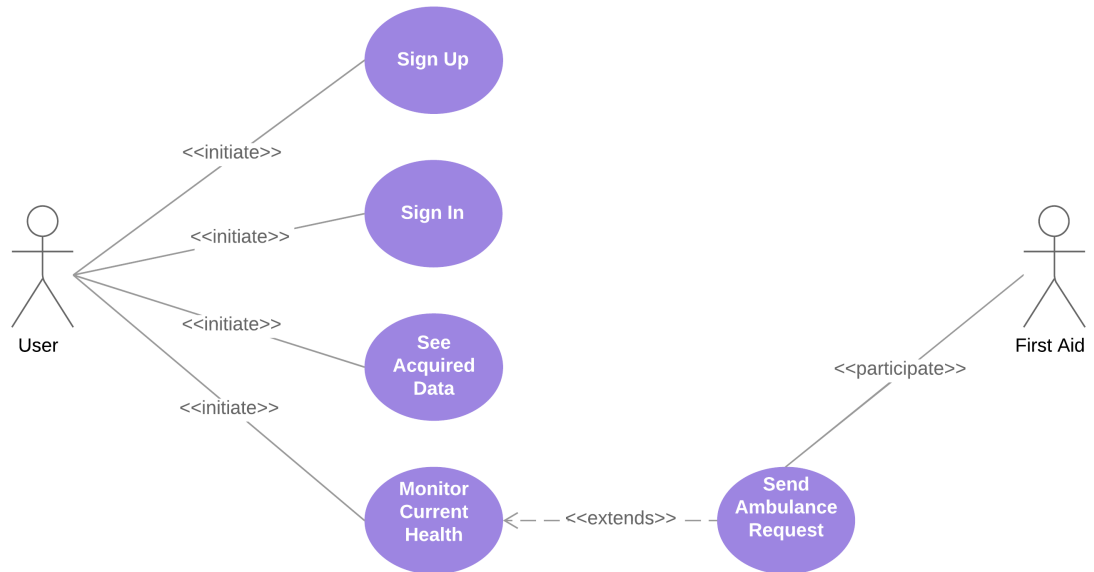 Sign Up
<<initiate>>
Sign In
<<initiate>>
User
<<initiate>>
See
Acquired
Data
First Aid
<<participate>>
<<initiate>>
Monitor
Current
Health
<<extends>>
Send
Ambulance
Request